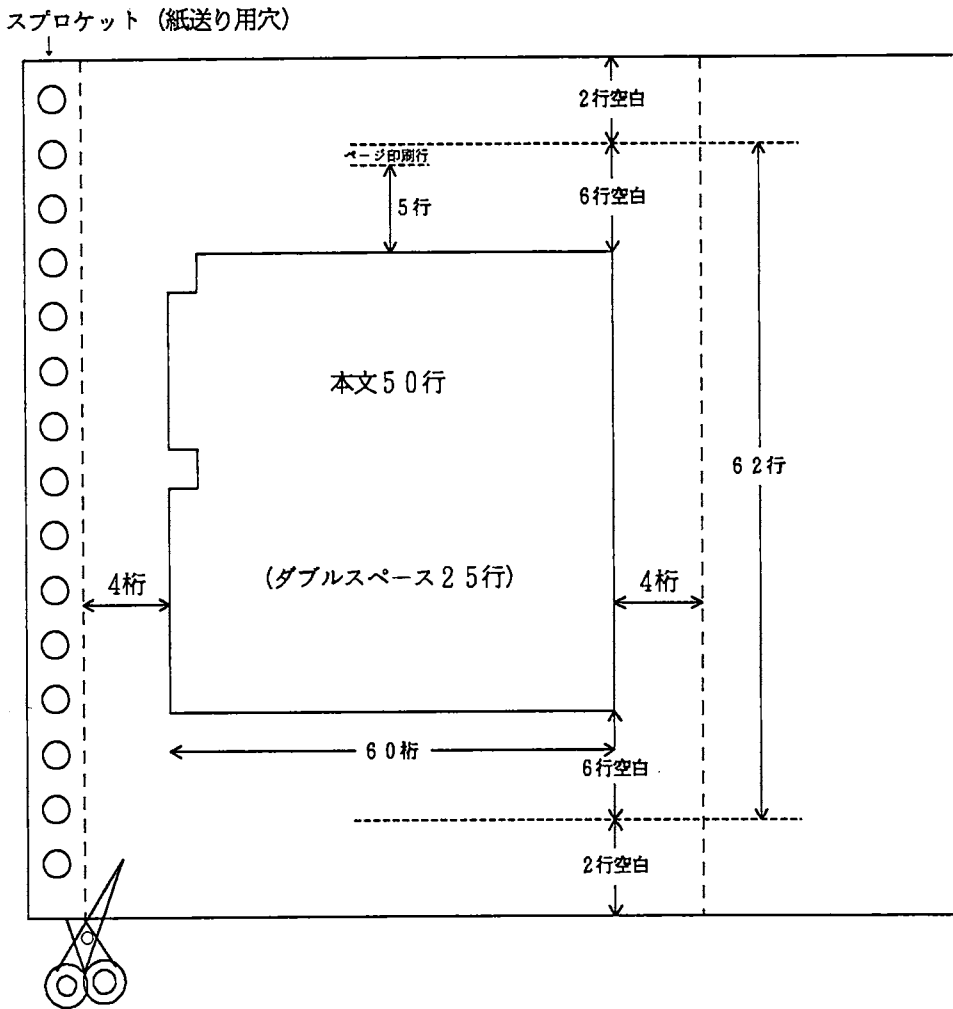 スプロケット（紙送り用穴）
2行空白
ページ印刷行
5行
6行空白
本文５０行
６２行
（ダブルスペース２５行）
4桁
4桁
６０桁
6行空白
2行空白